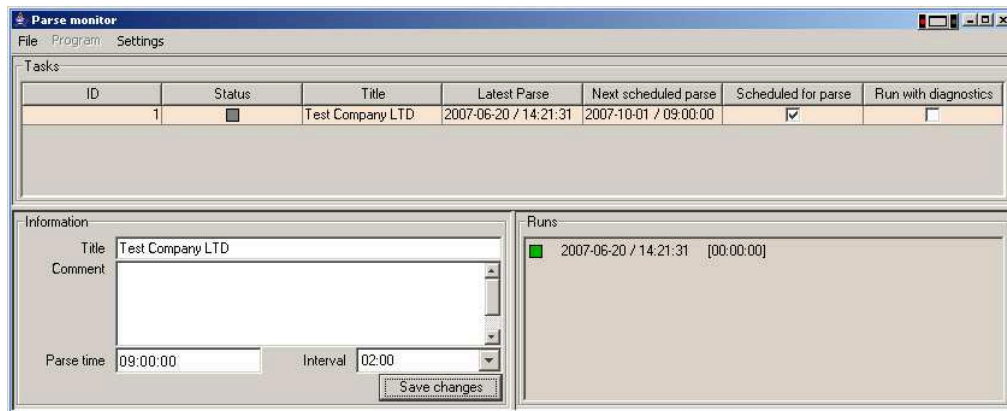 Parse monitor
File Program Settings
Tasks
ID Status Title Latest Parse Next scheduled parse Scheduled for parse Run with diagnostics
1 Test Company LTD 2007-06-20 / 14:21:31 2007-10-01 / 09:00:00
Information
Title Test Company LTD
Comment
Parse time 09:00:00 Interval 02:00
Save changes
Runs
2007-06-20 / 14:21:31 [00:00:00]